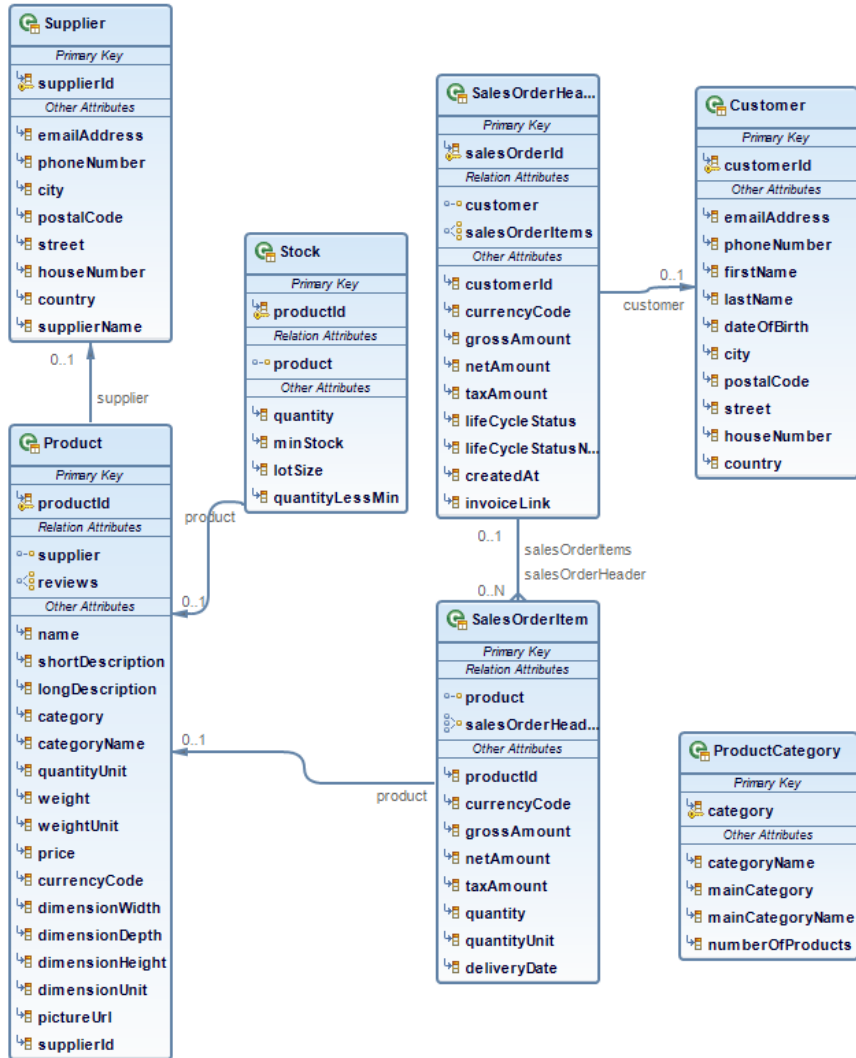 Supplier
Primary Key
supplierId
Other Attributes
emailAddress
phoneNumber
city
postalCode
street
houseNumber
country
supplierName
0..1
supplier
Product
Primary Key
productId
Relation Attributes
supplier
reviews
Other Attributes
name
shortDescription
longDescription
category
categoryName
quantityUnit
weight
weightUnit
price
currencyCode
dimensionWidth
dimensionDepth
dimensionHeight
dimensionUnit
pictureUrl
supplierId
Stock
Primary Key
productId
Relation Attributes
product
Other Attributes
quantity
minStock
lotSize
quantityLessMin
product
0..1
SalesOrderHea...
Primary Key
salesOrderId
Relation Attributes
customer
salesOrderItems
Other Attributes
customerId
currencyCode
grossAmount
netAmount
taxAmount
lifeCycleStatus
lifeCycleStatusN...
createdAt
invoiceLink
0..1
customer
Customer
Primary Key
customerId
Other Attributes
emailAddress
phoneNumber
firstName
lastName
dateOfBirth
city
postalCode
street
houseNumber
country
0..1
salesOrderItems
salesOrderHeader
0..N
SalesOrderItem
Primary Key
Relation Attributes
product
salesOrderHead...
Other Attributes
productId
currencyCode
grossAmount
netAmount
taxAmount
quantity
quantityUnit
deliveryDate
0..1
product
ProductCategory
Primary Key
category
Other Attributes
categoryName
mainCategory
mainCategoryName
numberOfProducts